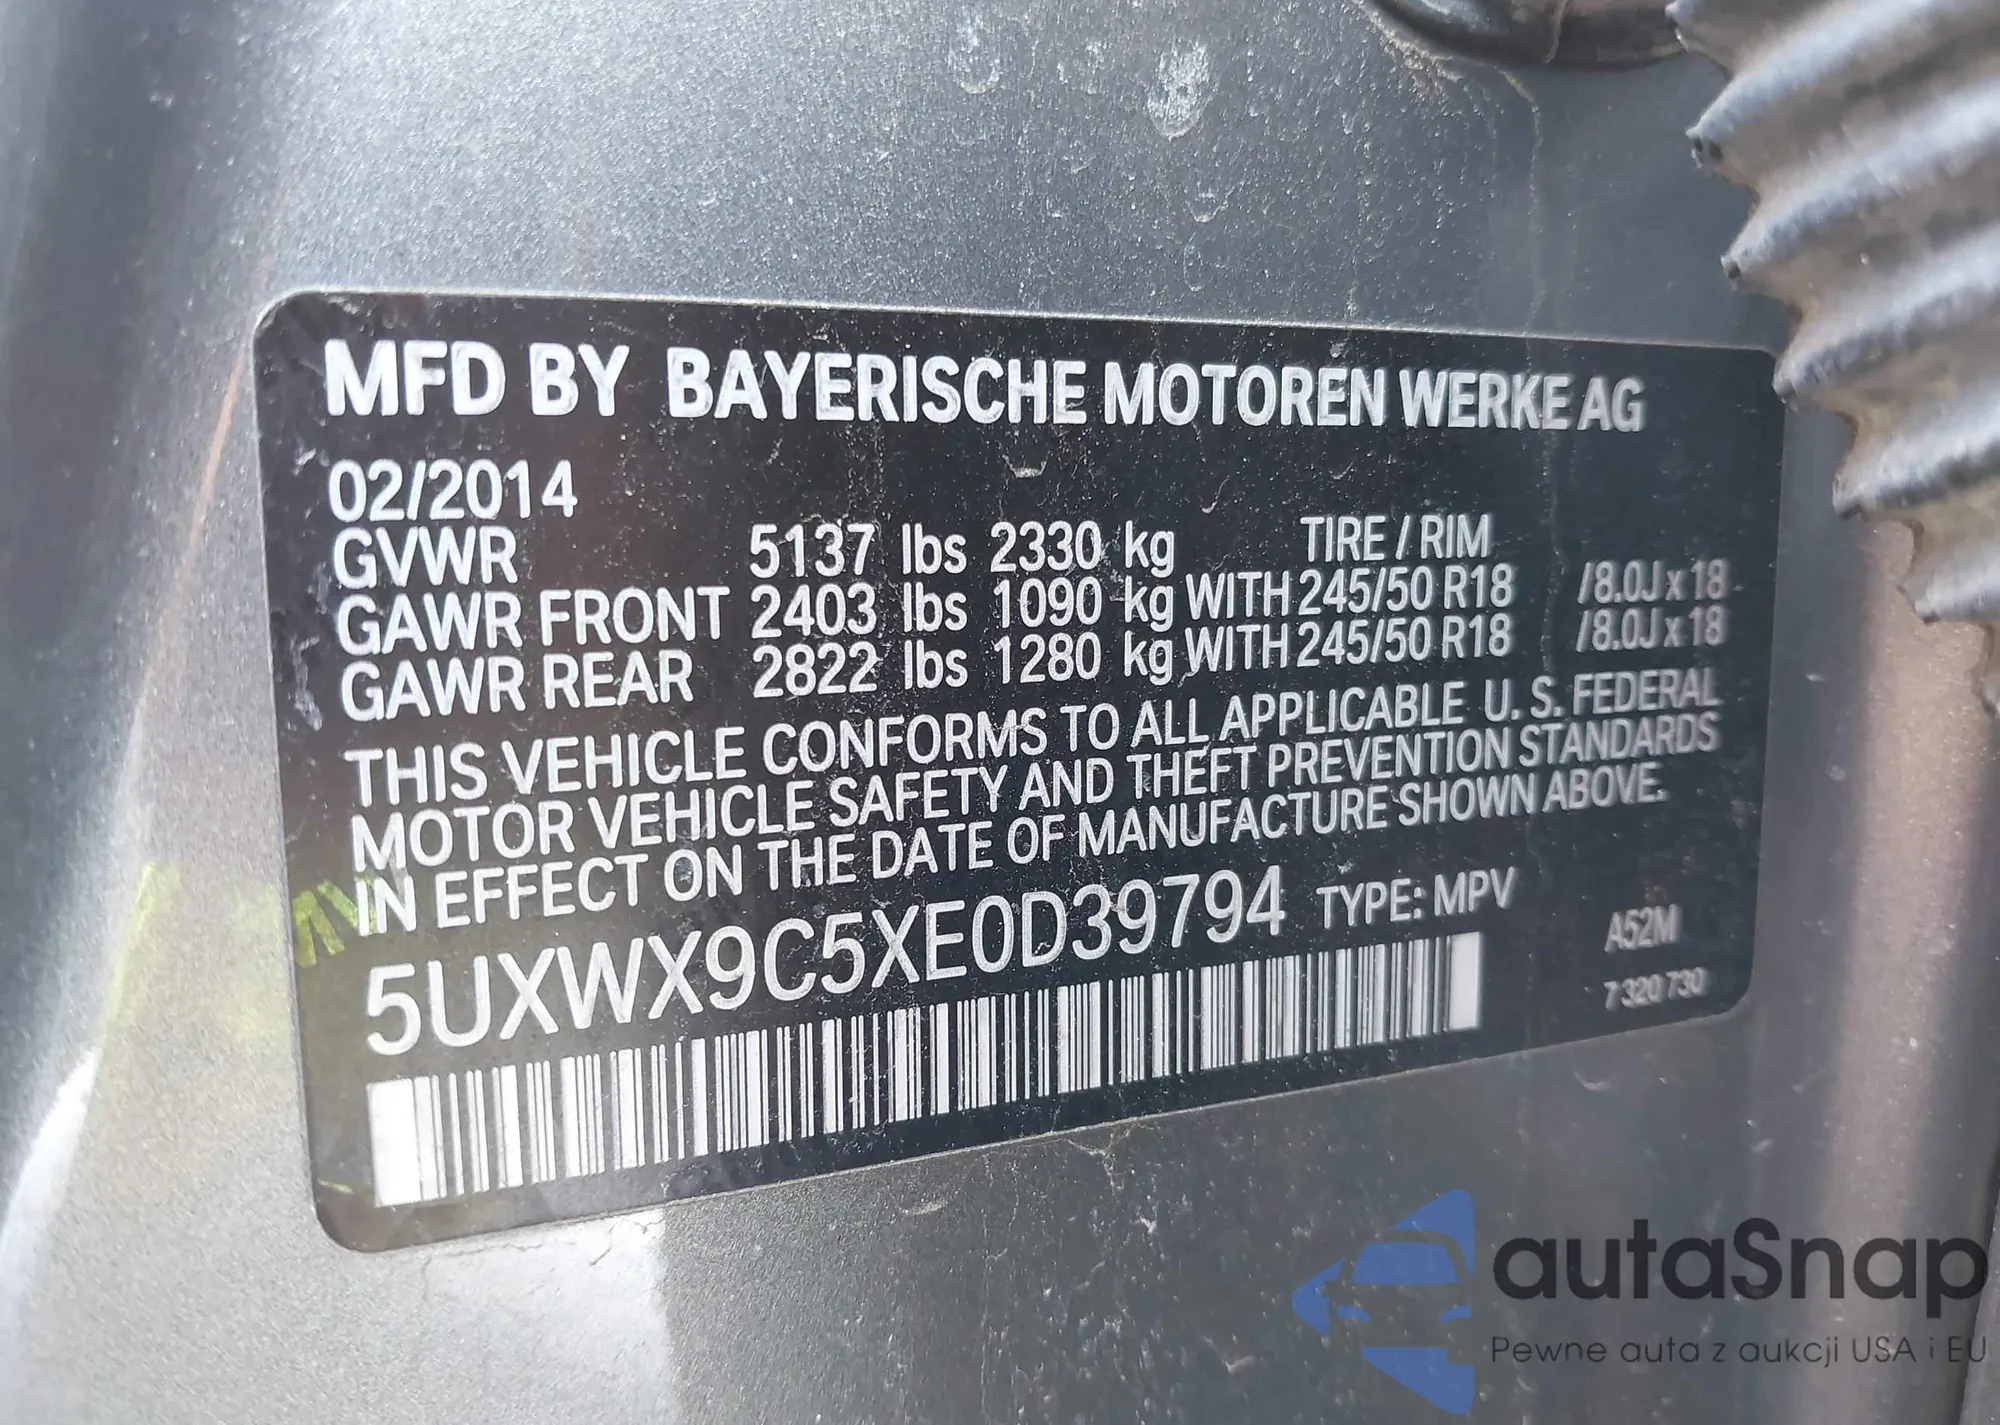 MFD BY BAYERISCHE MOTOREN WERKE AG
02/2014
GVWR 5137 lbs 2330 kg TIRE / RIM
GAWR FRONT 2403 lbs 1090 kg WITH 245/50 R18 /8.0J x 18
GAWR REAR 2822 lbs 1280 kg WITH 245/50 R18 /8.0J x 18
THIS VEHICLE CONFORMS TO ALL APPLICABLE U. S. FEDERAL
MOTOR VEHICLE SAFETY AND THEFT PREVENTION STANDARDS
IN EFFECT ON THE DATE OF MANUFACTURE SHOWN ABOVE.
5UXWX9C5XE0D39794 TYPE: MPV
A52M
7 320 730
autaSnap
Pewne auta z aukcji USA i EU